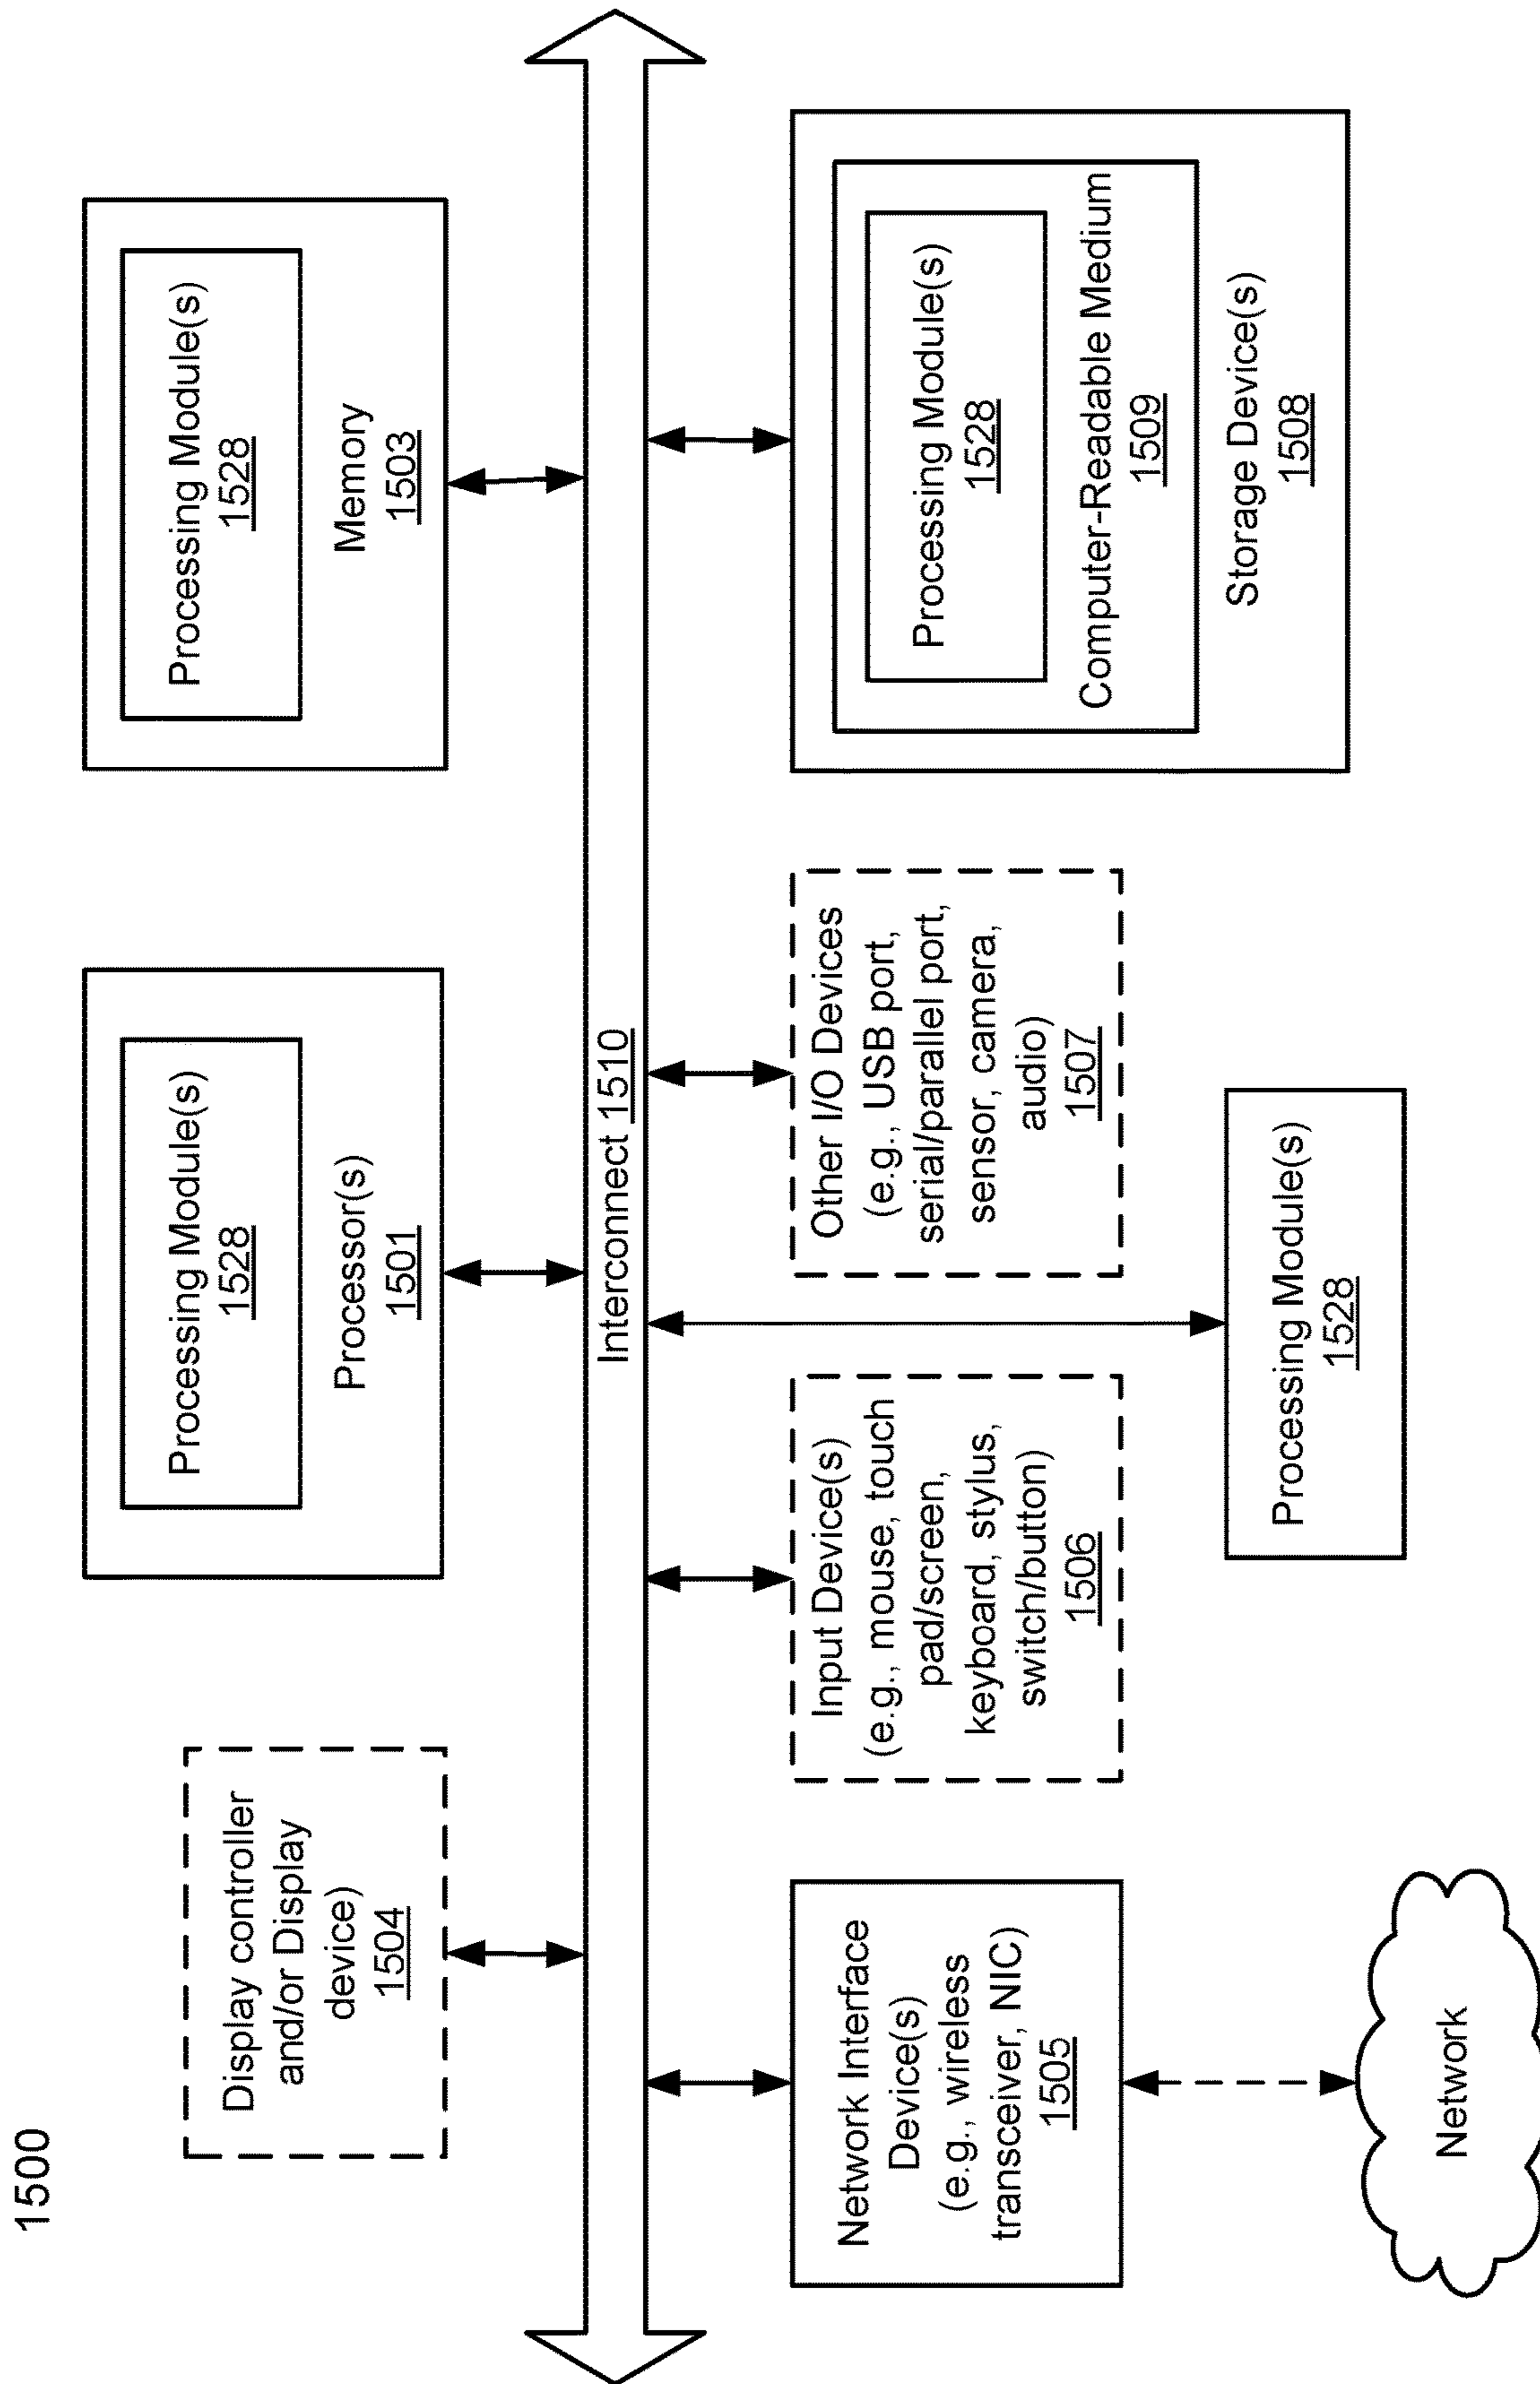 1500
Display controller
and/or Display
device)
1504
Processing Module(s)
1528
Processor(s)
1501
Processing Module(s)
1528
Memory
1503
Interconnect 1510
Network Interface
Device(s)
(e.g., wireless
transceiver, NIC)
1505
Input Device(s)
(e.g., mouse, touch
pad/screen,
keyboard, stylus,
switch/button)
1506
Other I/O Devices
(e.g., USB port,
serial/parallel port,
sensor, camera,
audio)
1507
Processing Module(s)
1528
Computer-Readable Medium
1509
Storage Device(s)
1508
Processing Module(s)
1528
Network